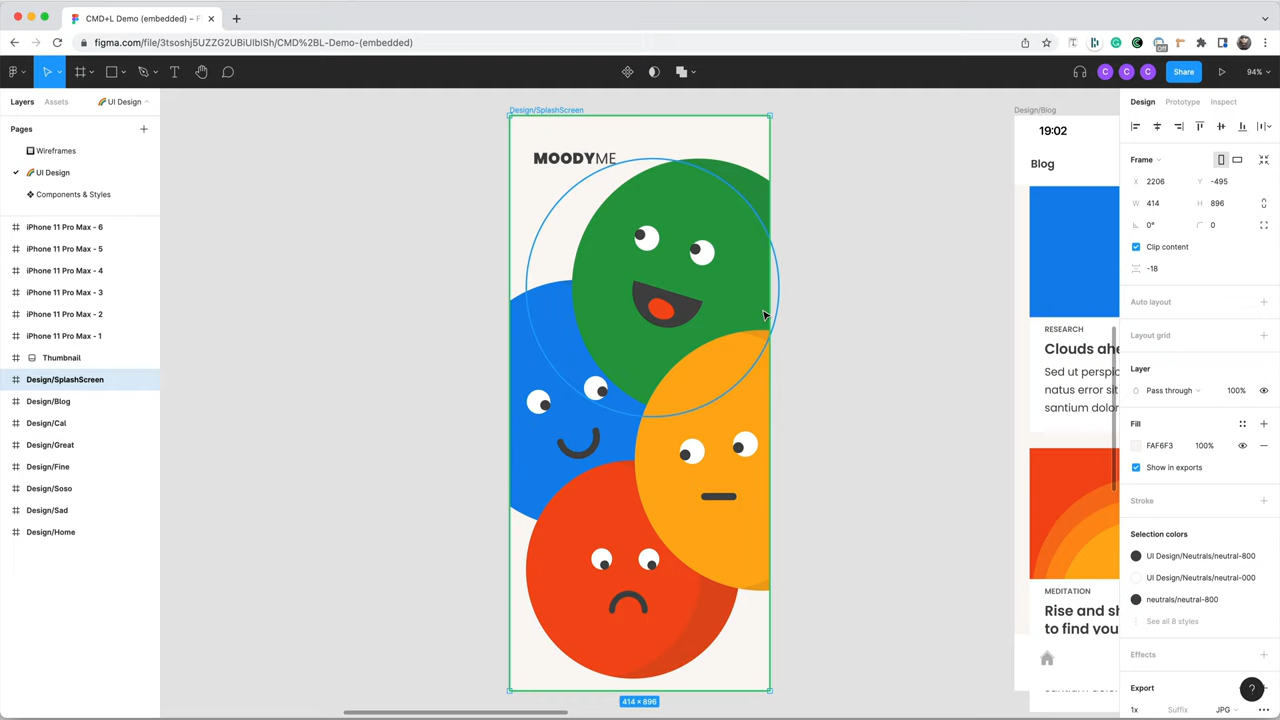 CMD+L Demo (embedded) – F
figma.com/file/3tsoshj5UZZG2UBiUIblSh/CMD%2BL-Demo-(embedded)
Off
C C C Share 94%
Layers Assets 🌈 UI Design
Pages
Wireframes
🌈 UI Design
Components & Styles
iPhone 11 Pro Max - 6
iPhone 11 Pro Max - 5
iPhone 11 Pro Max - 4
iPhone 11 Pro Max - 3
iPhone 11 Pro Max - 2
iPhone 11 Pro Max - 1
Thumbnail
Design/SplashScreen
Design/Blog
Design/Cal
Design/Great
Design/Fine
Design/Soso
Design/Sad
Design/Home
Design/SplashScreen
MOODYME
414 × 896
Design/Blog
19:02
Blog
RESEARCH
Clouds ahe
Sed ut perspic
natus error sit
santium dolor
MEDITATION
Rise and sh
to find you
Design Prototype Inspect
Frame
X 2206 Y -495
W 414 H 896
0° 0
Clip content
-18
Auto layout
Layout grid
Layer
Pass through 100%
Fill
FAF6F3 100%
Show in exports
Stroke
Selection colors
UI Design/Neutrals/neutral-800
UI Design/Neutrals/neutral-000
neutrals/neutral-800
See all 8 styles
Effects
Export
1x Suffix JPG
?